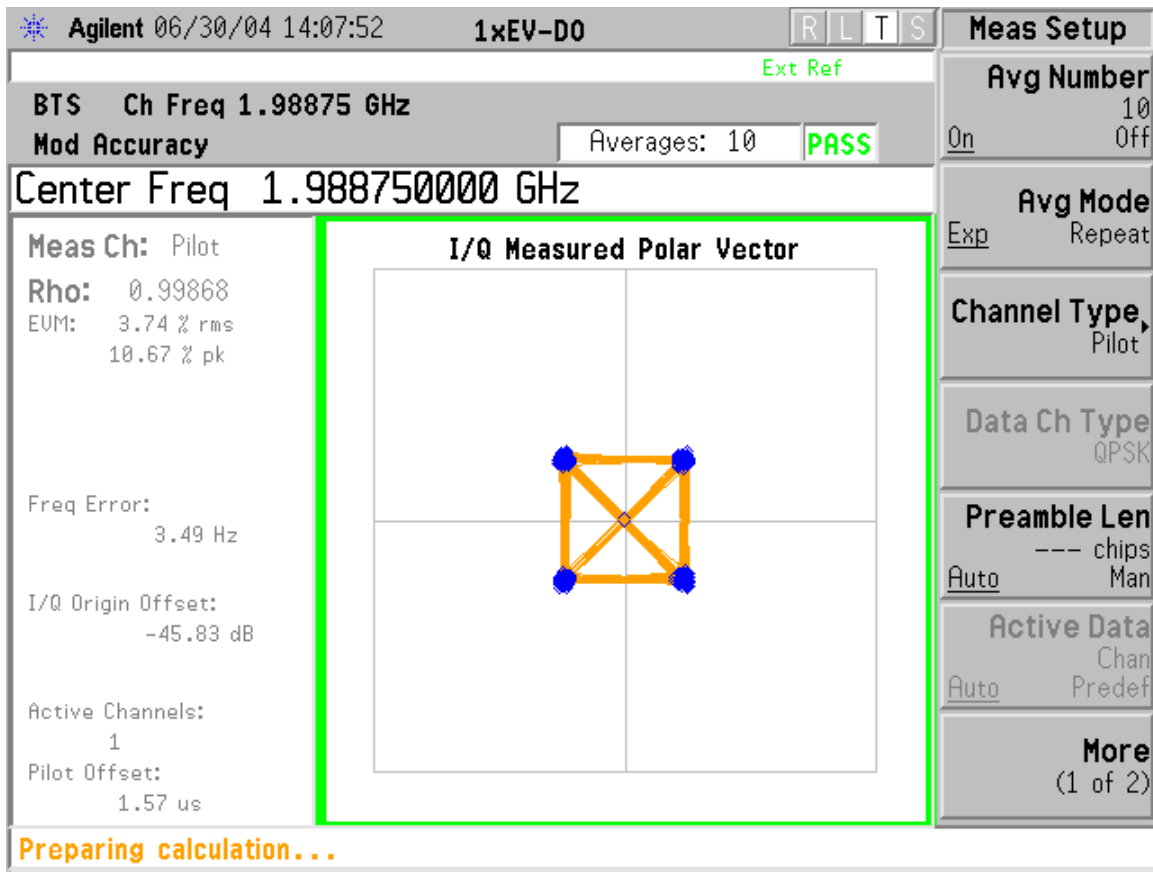 Agilent 06/30/04 14:07:52 1xEV-DO R L T S
Ext Ref
BTS Ch Freq 1.98875 GHz
Mod Accuracy Averages: 10 PASS
Center Freq 1.988750000 GHz
Meas Ch: Pilot
Rho: 0.99868
EVM: 3.74 % rms
10.67 % pk
Freq Error:
3.49 Hz
I/Q Origin Offset:
-45.83 dB
Active Channels:
1
Pilot Offset:
1.57 us
I/Q Measured Polar Vector
Preparing calculation...
Meas Setup
Avg Number
10
On Off
Avg Mode
Exp Repeat
Channel Type
Pilot
Data Ch Type
QPSK
Preamble Len
--- chips
Auto Man
Active Data
Chan
Auto Predef
More
(1 of 2)